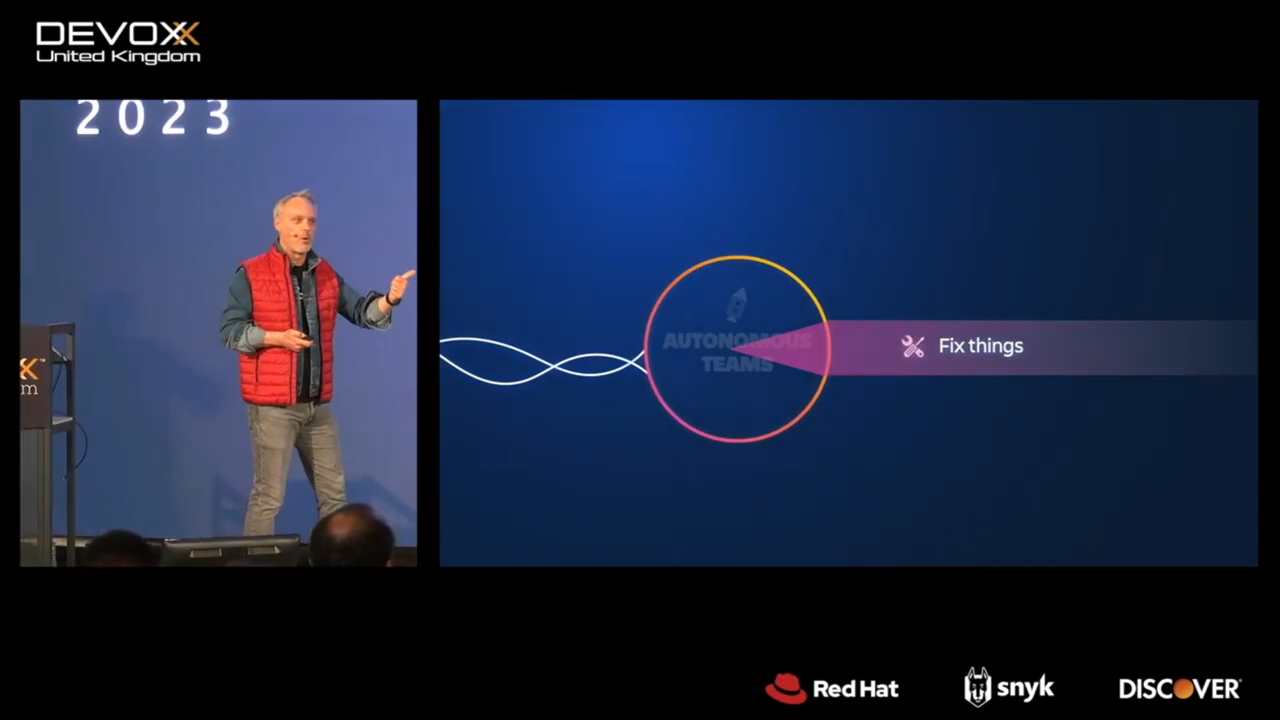 DEVOXX
United Kingdom
2023
X
m
AUTONOMOUS
TEAMS
Fix things
Red Hat
snyk
DISCOVER